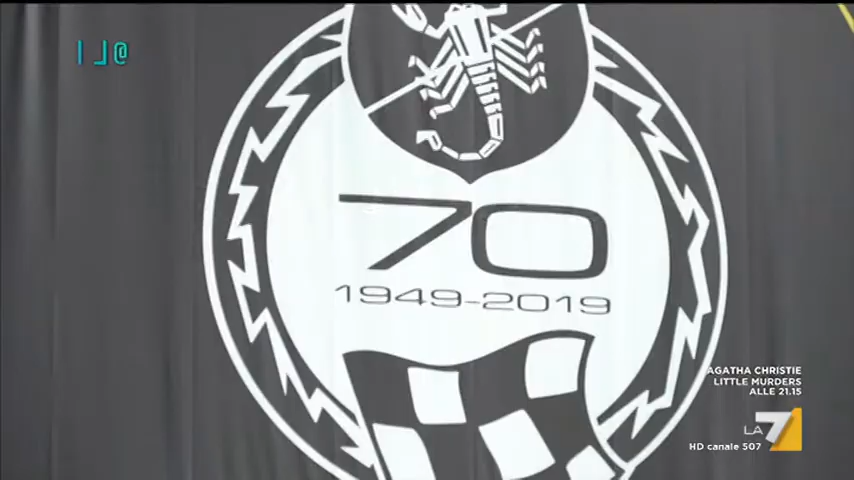 70
1949-2019
AGATHA CHRISTIE
LITTLE MURDERS
ALLE 21.15
LA7
HD canale 507